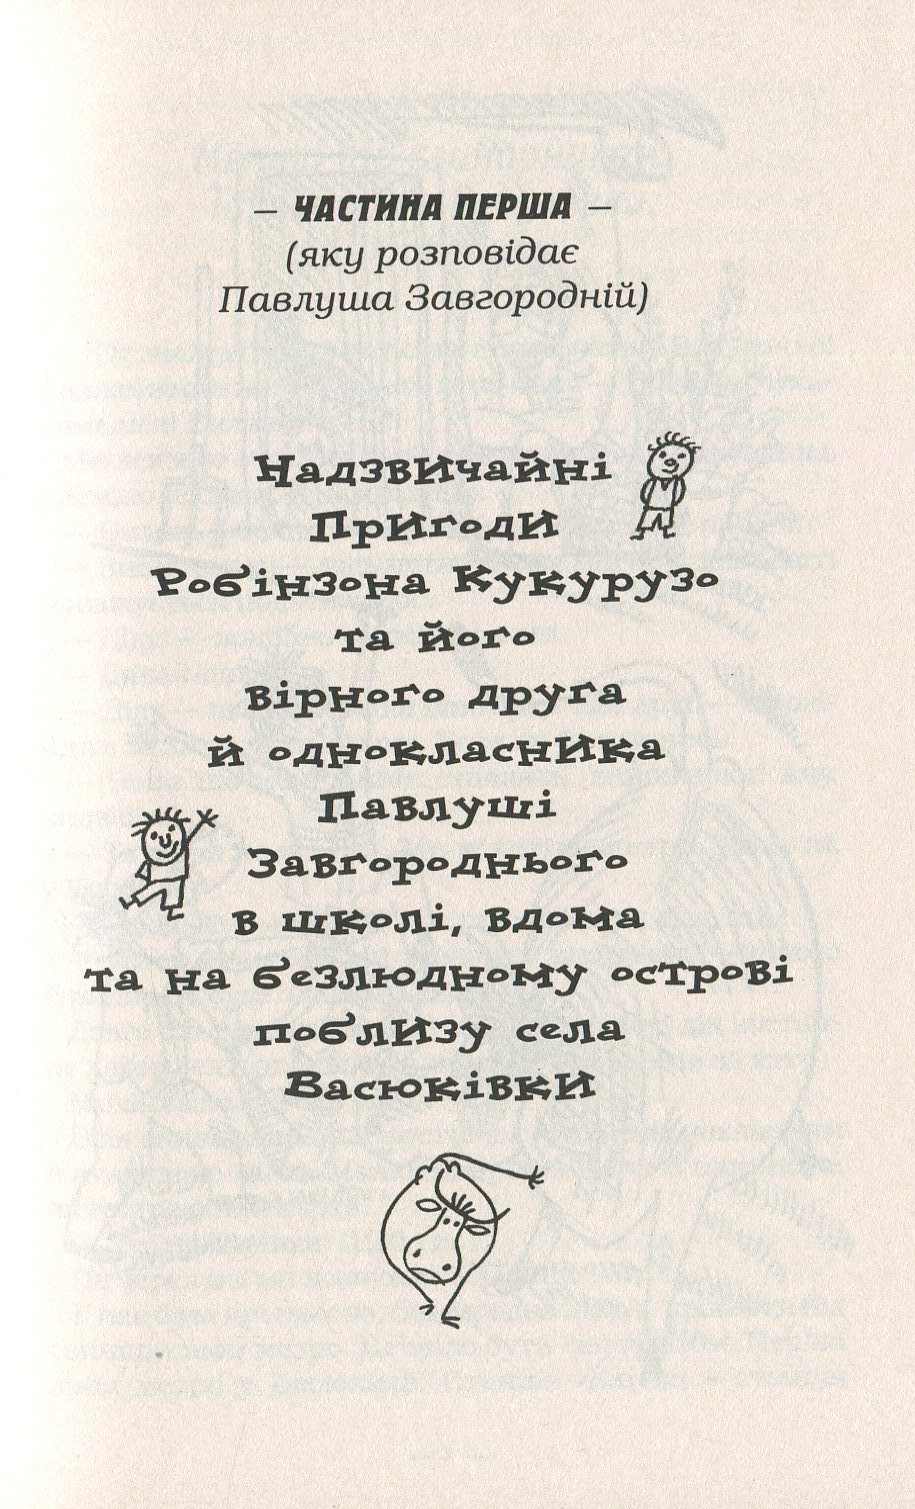 — ЧАСТИНА ПЕРША —
(яку розповідає
Павлуша Завгородній)
Надзвичайні
Пригоди
Робінзона Кукурузо
та його
вірного друга
й однокласника
Павлуші
Завгороднього
в школі, вдома
та на безлюдному острові
поблизу села
Васюківки